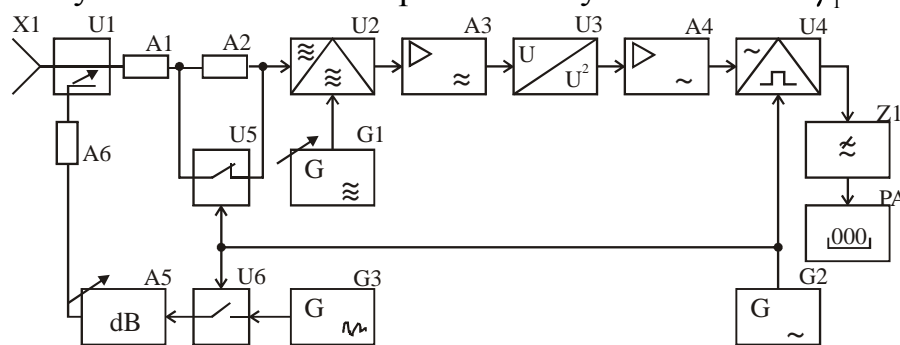 X1 U1 A1 A2 U2 A3 U3 A4 U4
U U²
Z1
U5 G1
A6 G
PA
000
A5 U6 G3 G2
dB G G